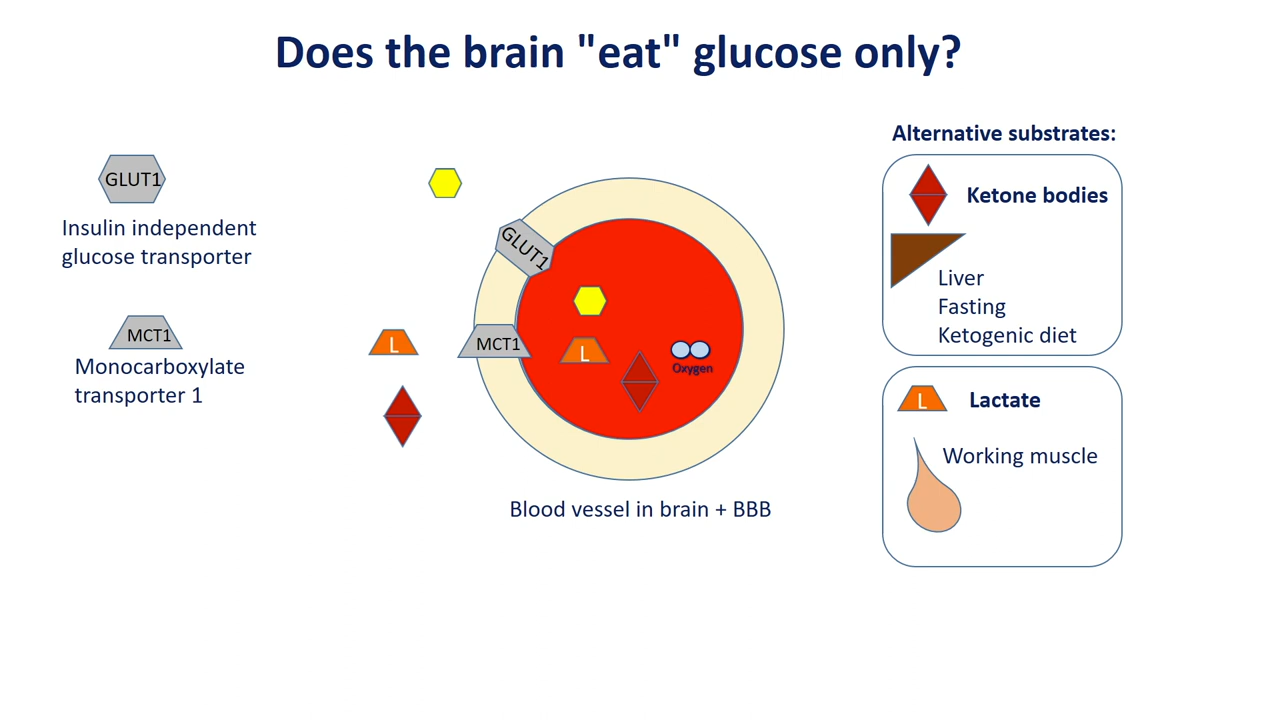 Does the brain "eat" glucose only?
GLUT1
Insulin independent
glucose transporter
MCT1
Monocarboxylate
transporter 1
GLUT1
MCT1
L
L
Oxygen
Blood vessel in brain + BBB
Alternative substrates:
Ketone bodies
Liver
Fasting
Ketogenic diet
L
Lactate
Working muscle